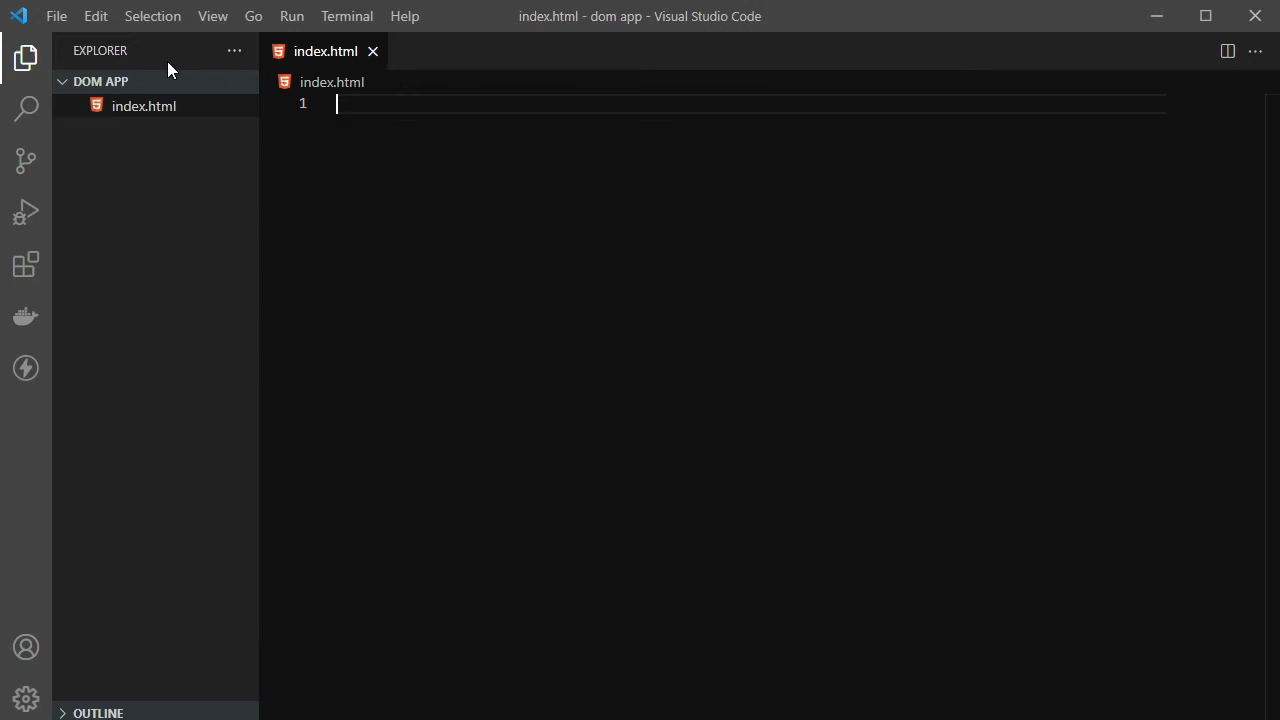 File Edit Selection View Go Run Terminal Help
index.html - dom app - Visual Studio Code
EXPLORER
index.html
DOM APP
index.html
index.html
1
OUTLINE